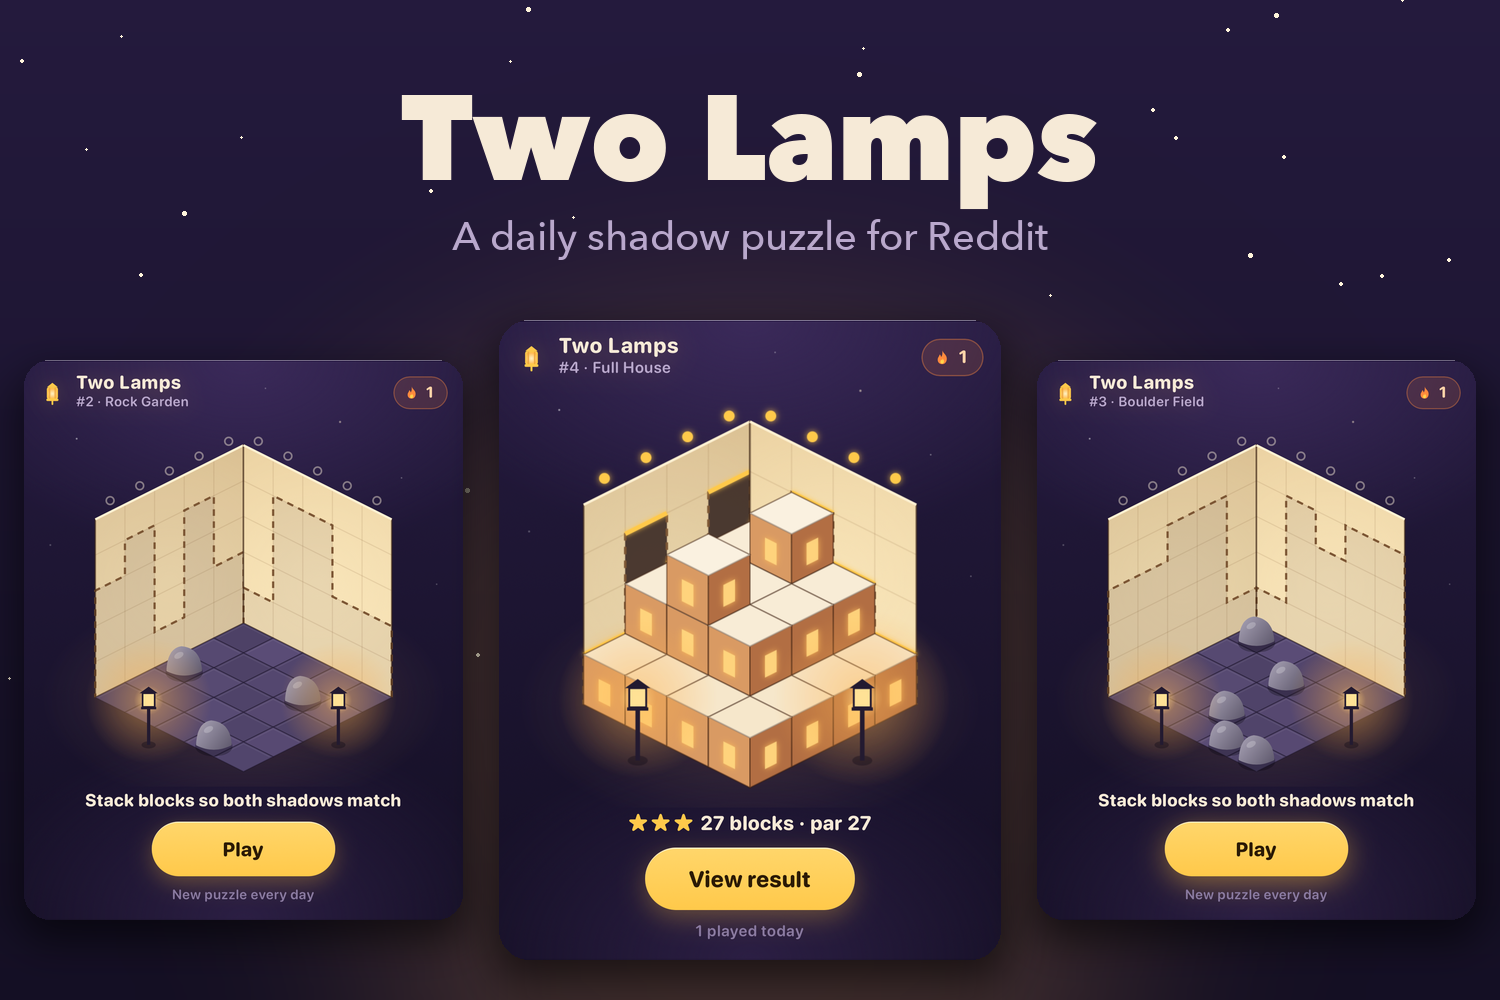 Two Lamps
A daily shadow puzzle for Reddit
Two Lamps
#2 · Rock Garden
1
Stack blocks so both shadows match
Play
New puzzle every day
Two Lamps
#4 · Full House
1
27 blocks · par 27
View result
1 played today
Two Lamps
#3 · Boulder Field
1
Stack blocks so both shadows match
Play
New puzzle every day